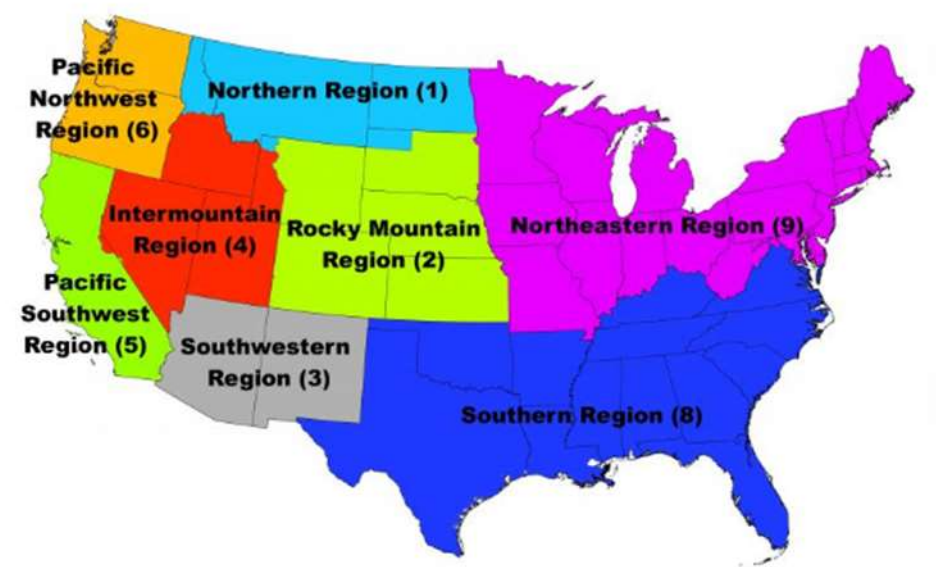 Pacific
Northwest
Region (6)
Northern Region (1)
Intermountain
Region (4)
Rocky Mountain
Region (2)
Northeastern Region (9)
Pacific
Southwest
Region (5)
Southwestern
Region (3)
Southern Region (8)